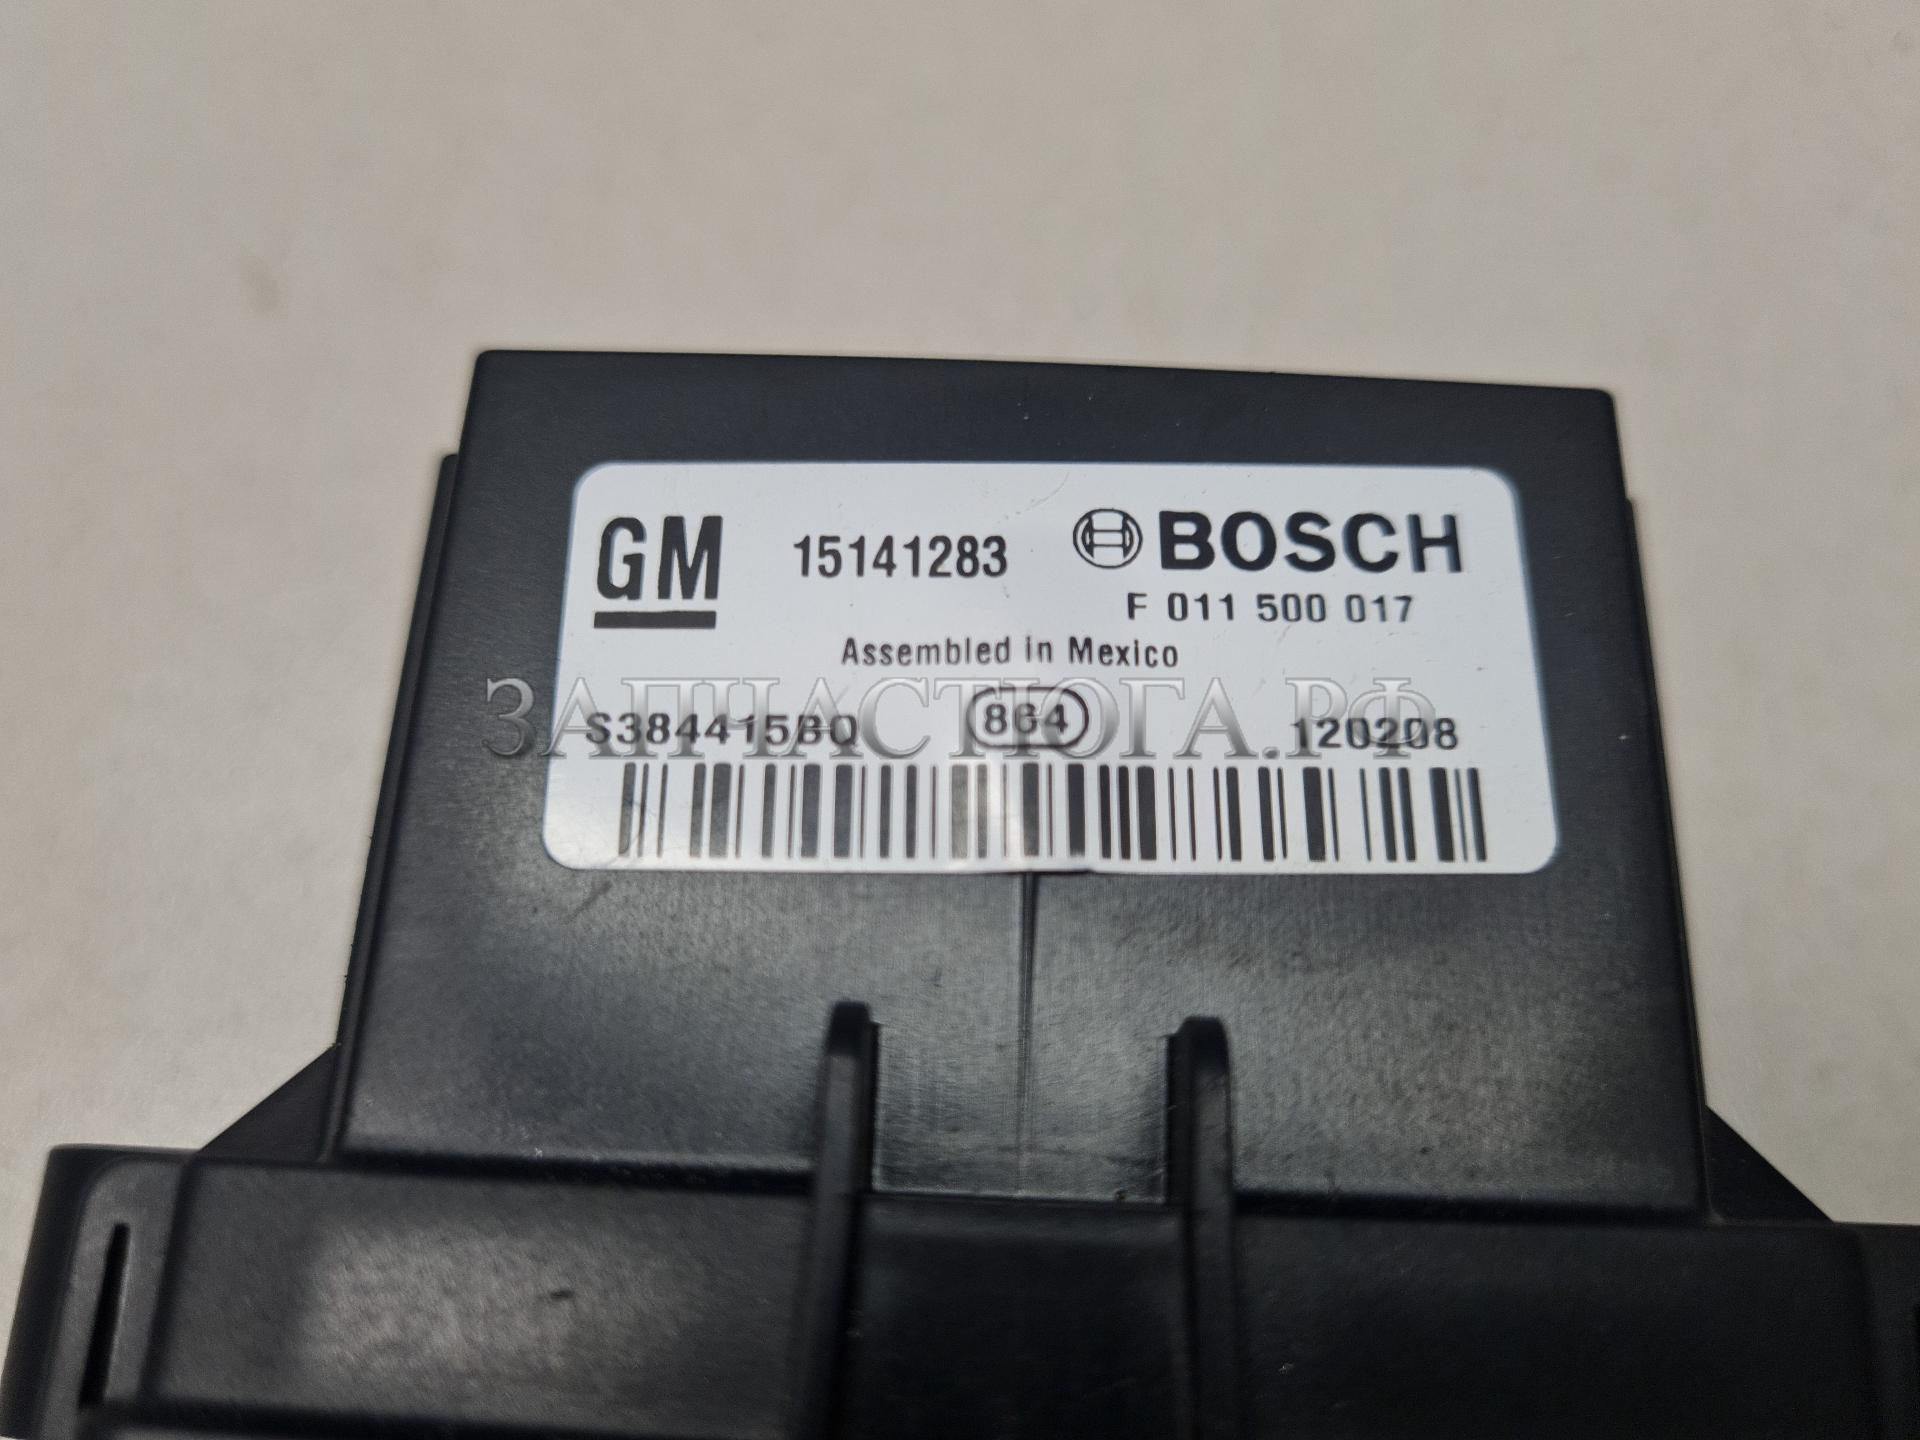 GM 15141283 BOSCH
F 011 500 017
Assembled in Mexico
ЗАПЧАСТЮГА.РФ
S384415BQ 864 120208